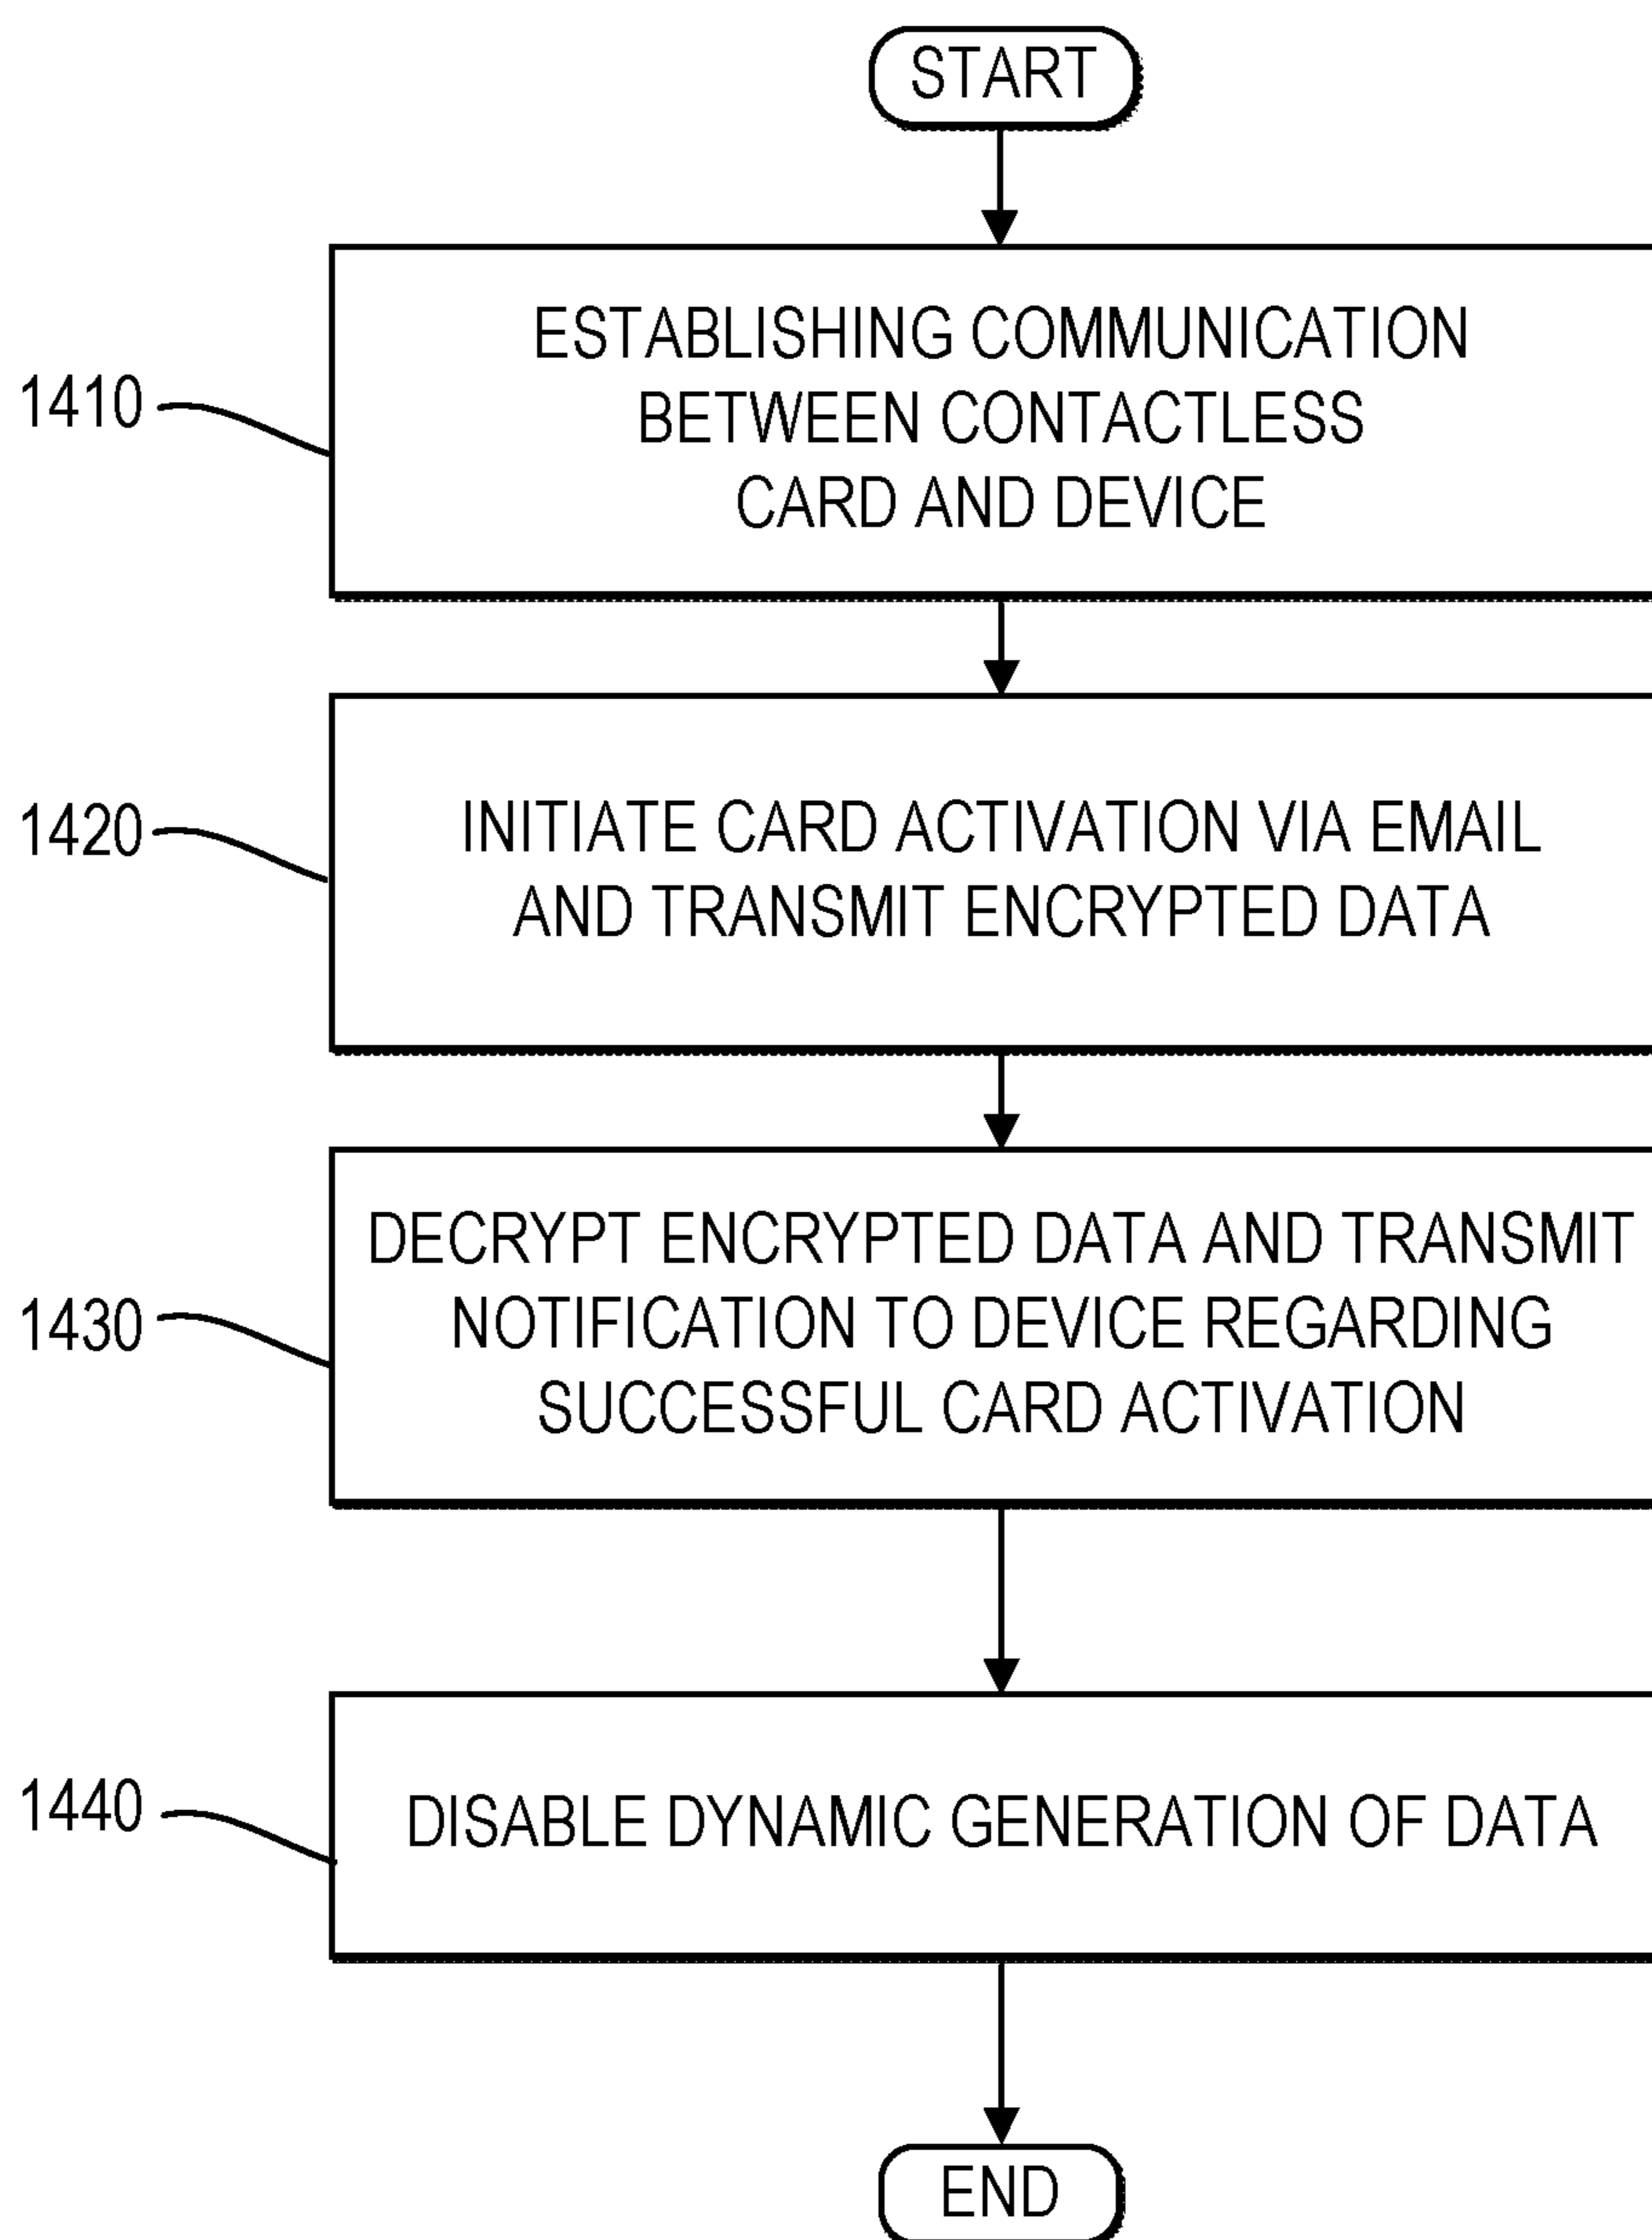 START
1410
ESTABLISHING COMMUNICATION
BETWEEN CONTACTLESS
CARD AND DEVICE
1420
INITIATE CARD ACTIVATION VIA EMAIL
AND TRANSMIT ENCRYPTED DATA
1430
DECRYPT ENCRYPTED DATA AND TRANSMIT
NOTIFICATION TO DEVICE REGARDING
SUCCESSFUL CARD ACTIVATION
1440
DISABLE DYNAMIC GENERATION OF DATA
END